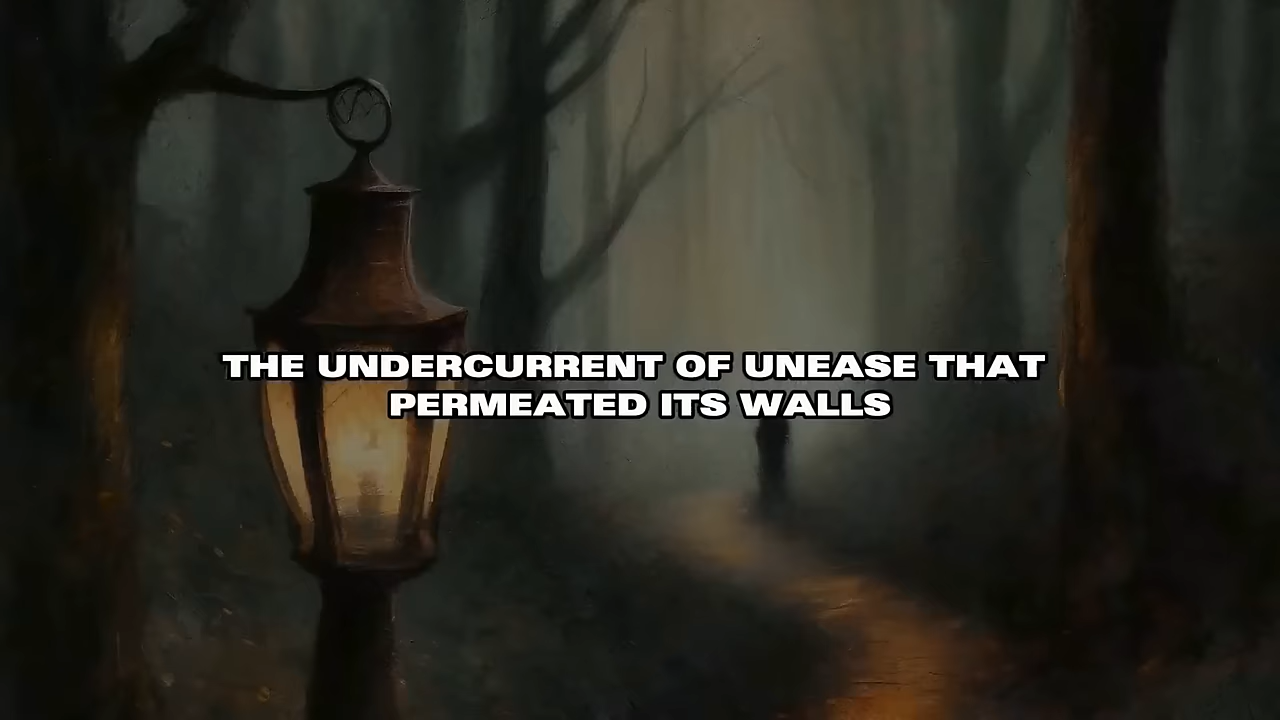 THE UNDERCURRENT OF UNEASE THAT
PERMEATED ITS WALLS